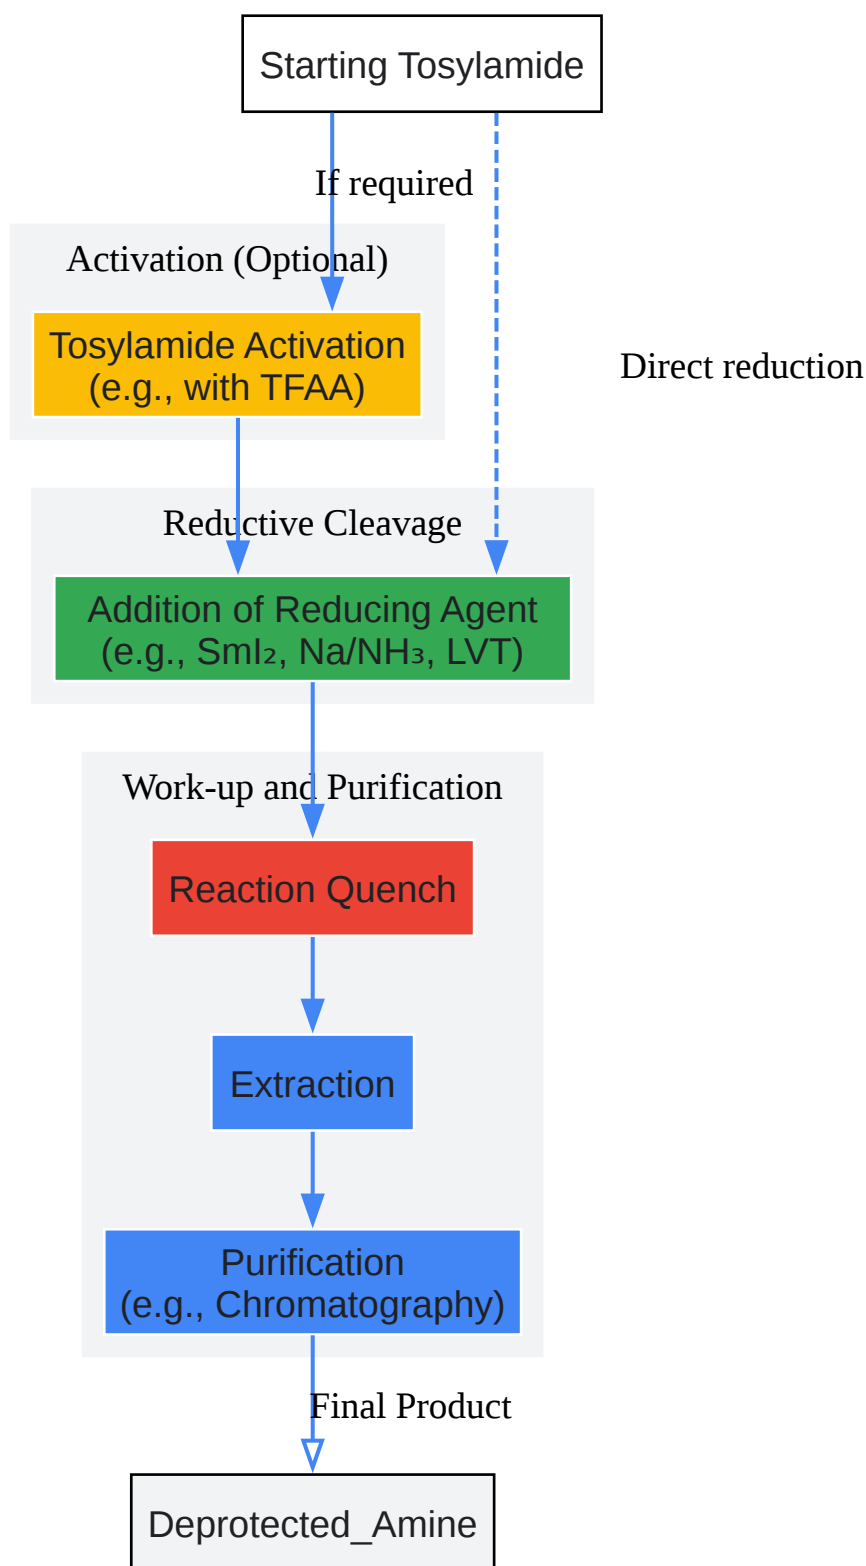 Starting Tosylamide
If required
Activation (Optional)
Tosylamide Activation
(e.g., with TFAA)
Direct reduction
Reductive Cleavage
Addition of Reducing Agent
(e.g., SmI₂, Na/NH₃, LVT)
Work-up and Purification
Reaction Quench
Extraction
Purification
(e.g., Chromatography)
Final Product
Deprotected_Amine